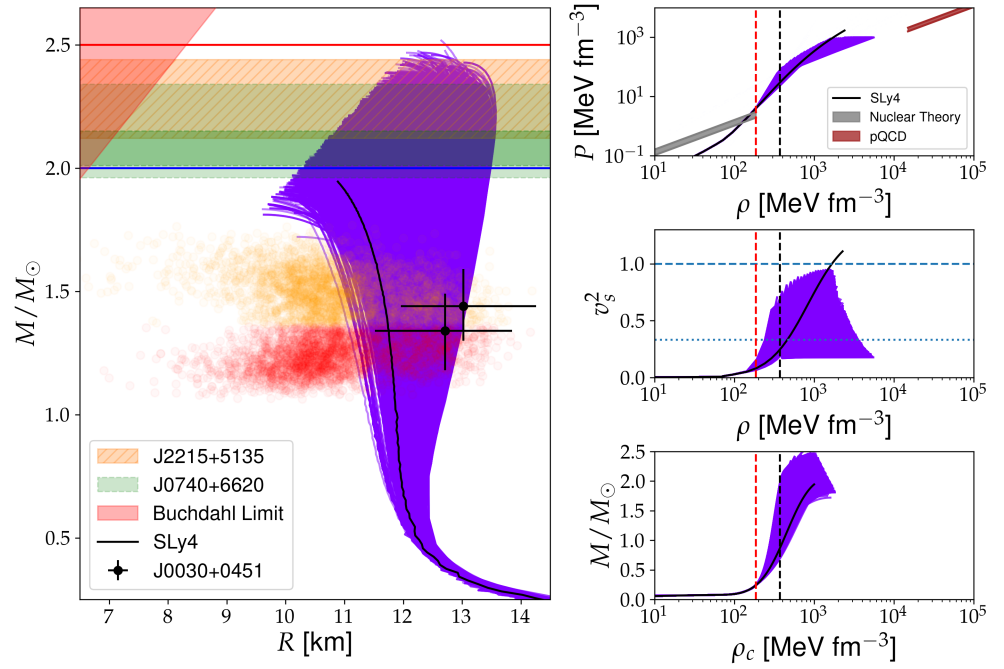 2.5
2.0
1.5
1.0
0.5
M/M⊙
J2215+5135
J0740+6620
Buchdahl Limit
SLy4
J0030+0451
7 8 9 10 11 12 13 14
R [km]
10³
10¹
10⁻¹
P [MeV fm⁻³]
SLy4
Nuclear Theory
pQCD
10¹ 10² 10³ 10⁴ 10⁵
ρ [MeV fm⁻³]
1.0
0.5
0.0
v_s²
10¹ 10² 10³ 10⁴ 10⁵
ρ [MeV fm⁻³]
2.5
2.0
1.5
1.0
0.5
0.0
M/M⊙
10¹ 10² 10³ 10⁴ 10⁵
ρ_c [MeV fm⁻³]